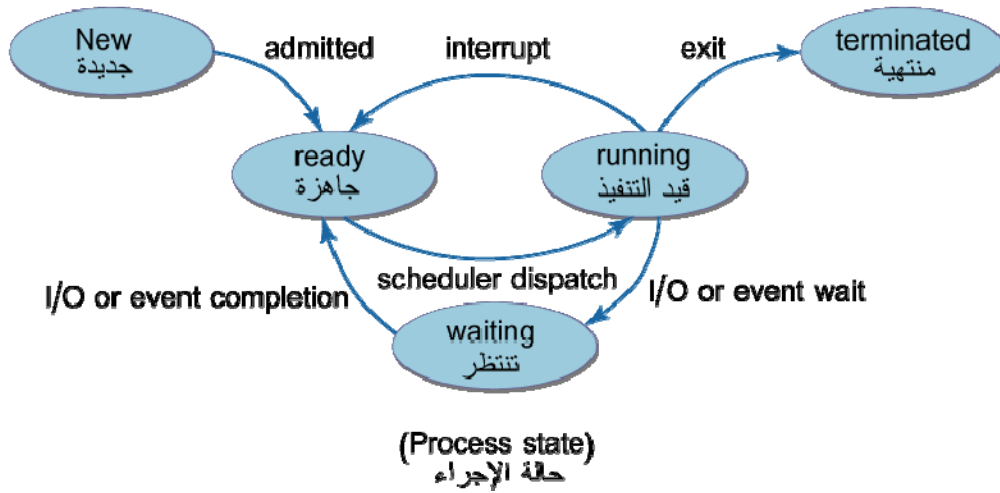 New
جديدة
admitted
interrupt
exit
terminated
منتهية
ready
جاهزة
running
قيد التنفيذ
I/O or event completion
scheduler dispatch
I/O or event wait
waiting
تنتظر
(Process state)
حالة الإجراء